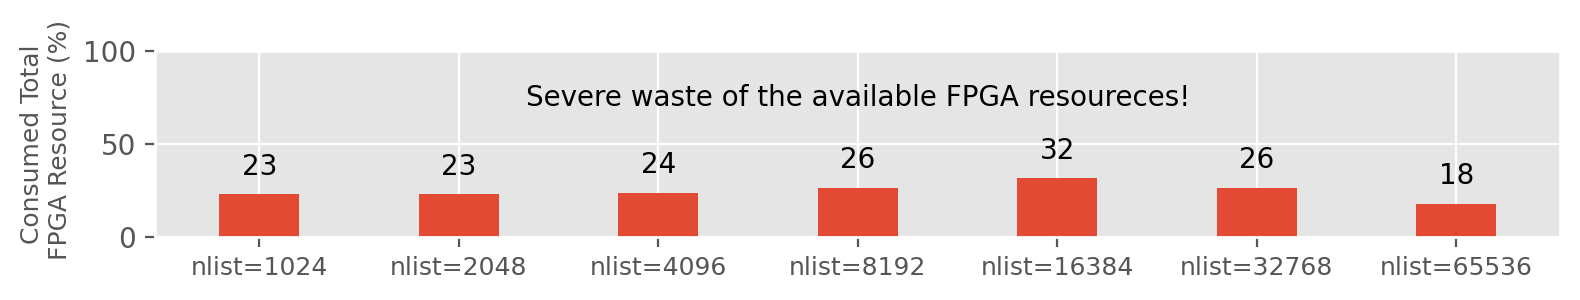 Consumed Total
FPGA Resource (%)
100
50
0
Severe waste of the available FPGA resoureces!
23
23
24
26
32
26
18
nlist=1024
nlist=2048
nlist=4096
nlist=8192
nlist=16384
nlist=32768
nlist=65536